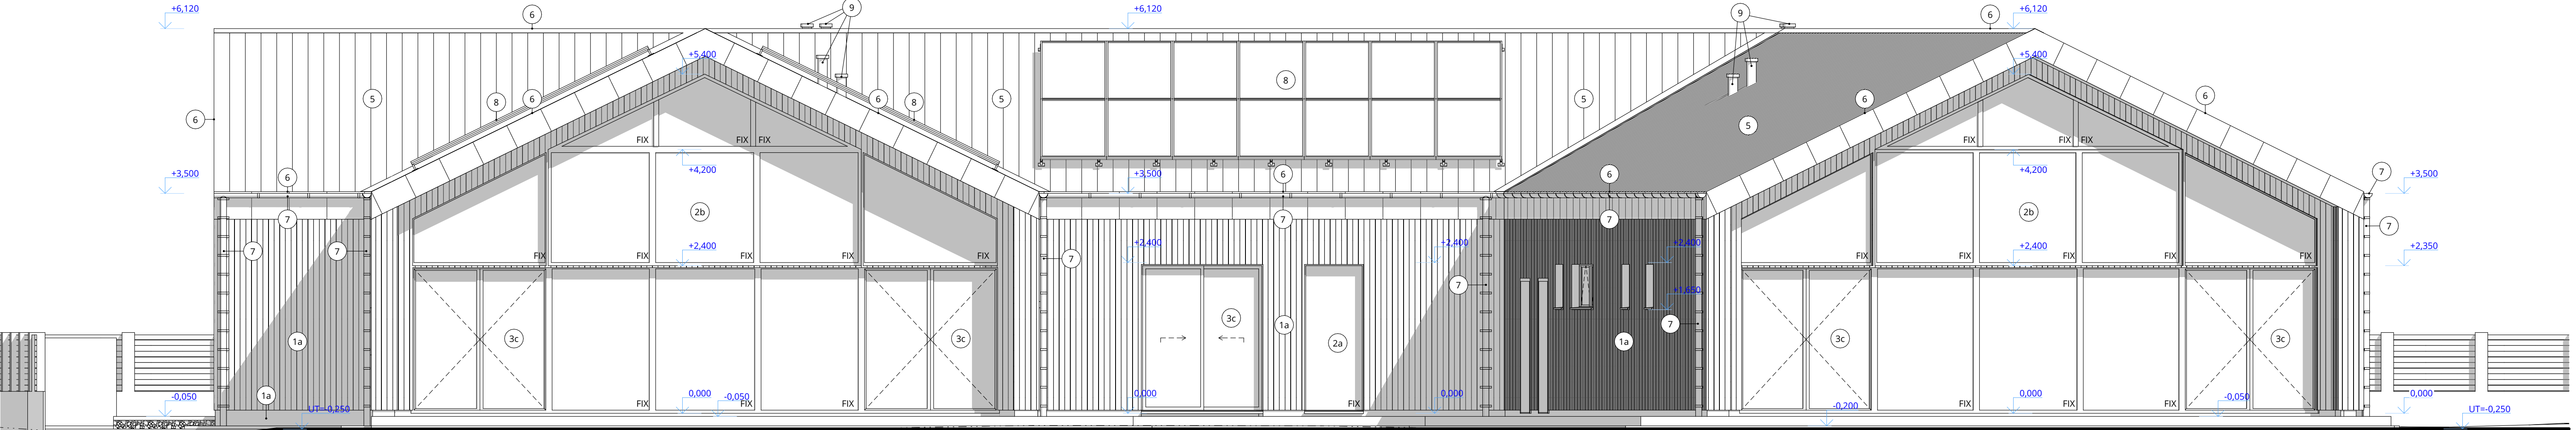 +6,120 6 9 +6,120 9 6 +6,120
+5,400 +5,400
5 8 6 6 8 5 8 5 5 6 6
6
FIX FIX FIX FIX FIX FIX
+3,500 6 +4,200 +3,500 6 6 +4,200 7 +3,500
7 2b 7 7 2b 7
7 7 +2,400 7 +2,400 +2,400 +2,400 +2,400 +2,350
FIX FIX FIX FIX FIX FIX FIX FIX FIX FIX
7 +1,650
1a 3c 3c 3c 1a 2a 1a 7 3c 3c
-0,050 1a 0,000 -0,050 0,000 0,000 0,000 -0,050 0,000
UT=-0,250 FIX FIX FIX FIX FIX FIX FIX -0,200 UT=-0,250